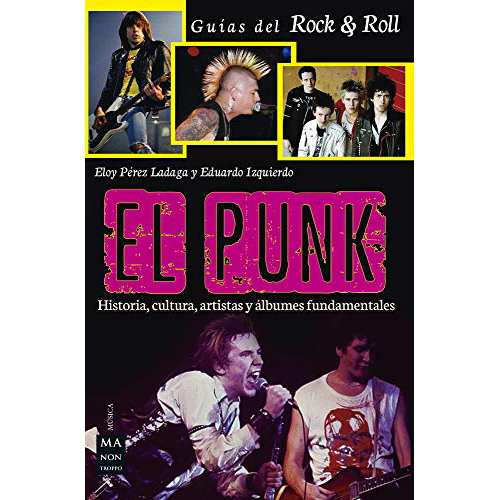 Guías del Rock & Roll
Eloy Pérez Ladaga y Eduardo Izquierdo
EL PUNK
Historia, cultura, artistas y álbumes fundamentales
MÚSICA
MA
NON
TROPPO